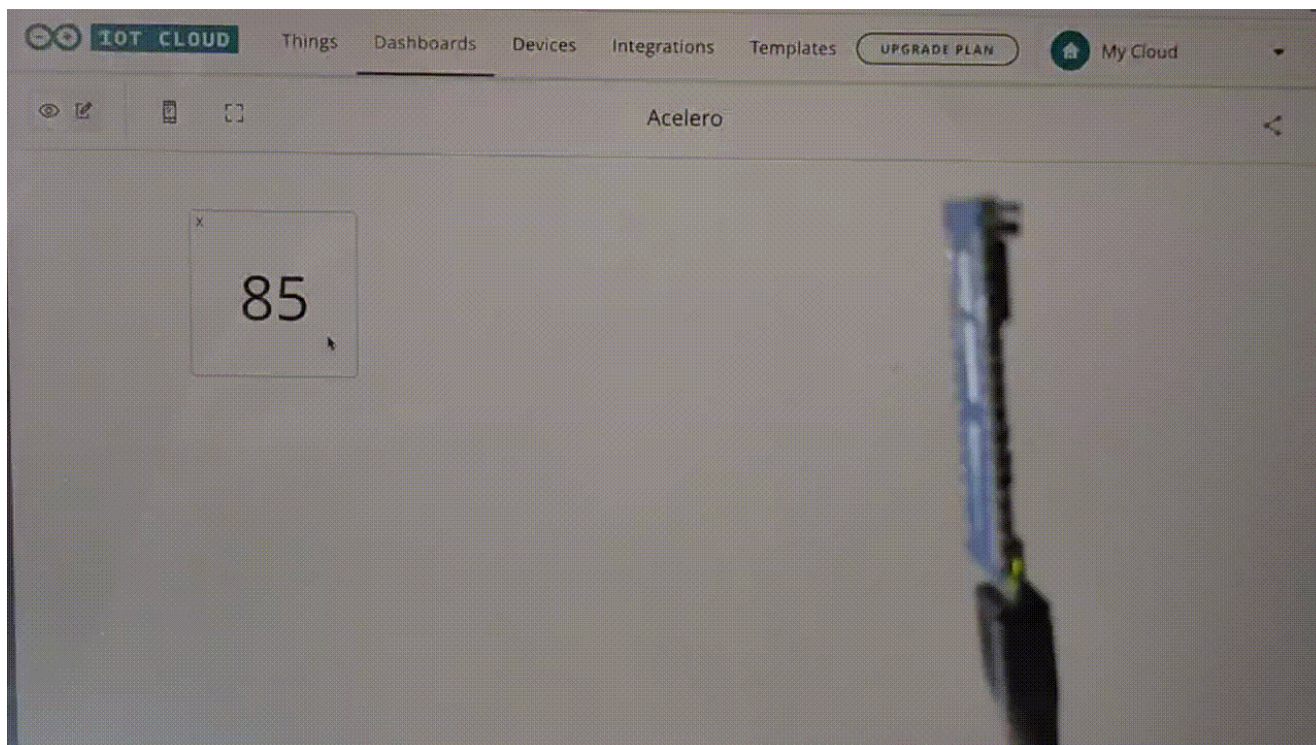 IOT CLOUD Things Dashboards Devices Integrations Templates UPGRADE PLAN My Cloud
Acelero
X
85